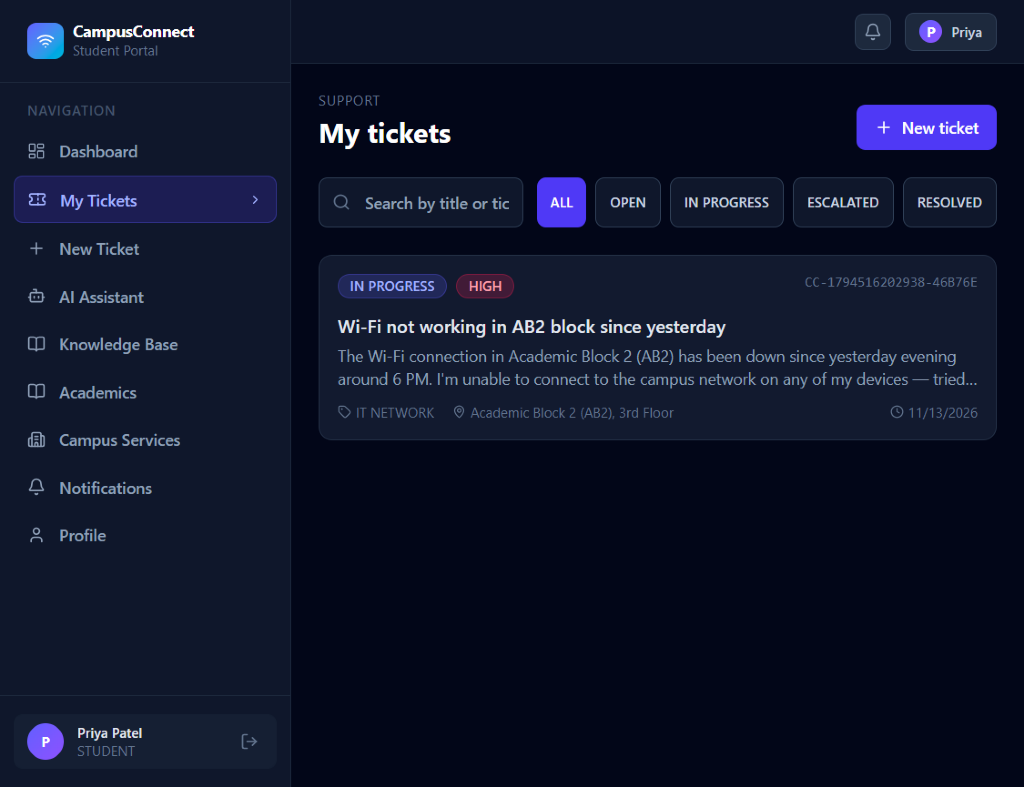 CampusConnect
Student Portal
NAVIGATION
Dashboard
My Tickets
New Ticket
AI Assistant
Knowledge Base
Academics
Campus Services
Notifications
Profile
P
Priya Patel
STUDENT
P Priya
SUPPORT
My tickets
New ticket
Search by title or tic
ALL
OPEN
IN PROGRESS
ESCALATED
RESOLVED
IN PROGRESS
HIGH
CC-1794516202938-46B76E
Wi-Fi not working in AB2 block since yesterday
The Wi-Fi connection in Academic Block 2 (AB2) has been down since yesterday evening
around 6 PM. I'm unable to connect to the campus network on any of my devices — tried...
IT NETWORK
Academic Block 2 (AB2), 3rd Floor
11/13/2026